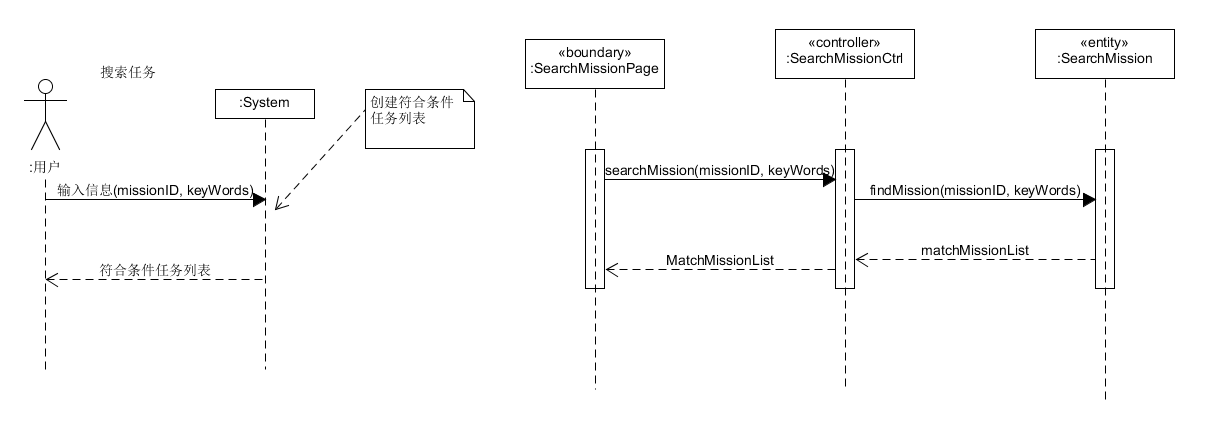 搜索任务
:用户
:System
创建符合条件
任务列表
输入信息(missionID, keyWords)
符合条件任务列表
«boundary»
:SearchMissionPage
«controller»
:SearchMissionCtrl
«entity»
:SearchMission
searchMission(missionID, keyWords)
findMission(missionID, keyWords)
matchMissionList
MatchMissionList